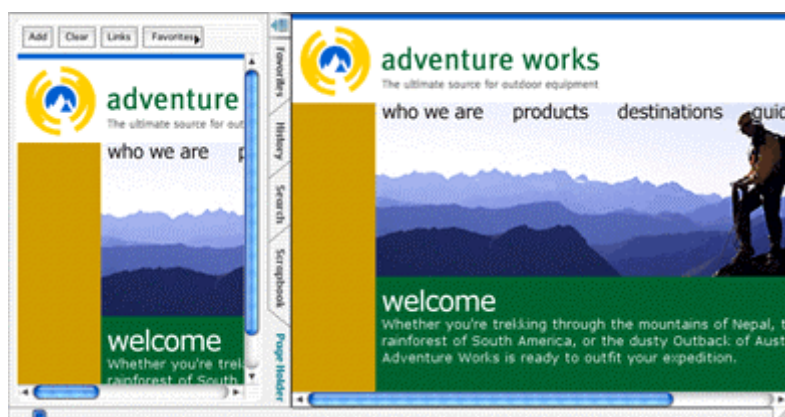 Add Clear Links Favorites
adventure
The ultimate source for out
who we are p
welcome
Whether you're trek
rainforest of South
Favorites
History
Search
Scrapbook
Page Holder
adventure works
The ultimate source for outdoor equipment
who we are products destinations guid
welcome
Whether you're trekking through the mountains of Nepal, t
rainforest of South America, or the dusty Outback of Aust
Adventure Works is ready to outfit your expedition.